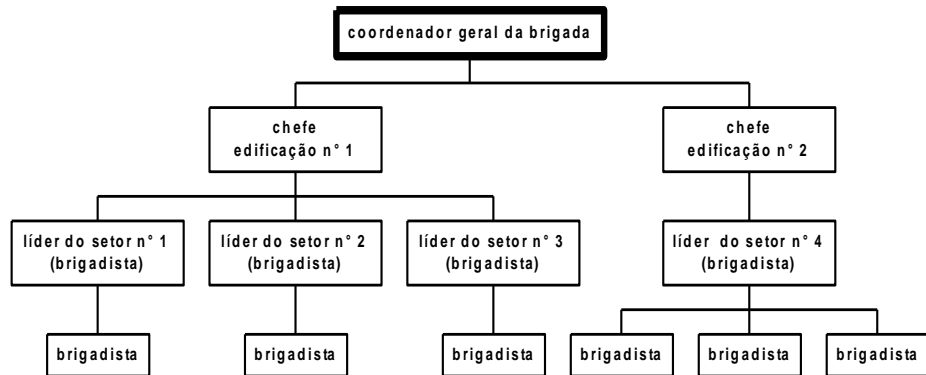 coordenador geral da brigada
chefe
edificação n° 1
chefe
edificação n° 2
líder do setor n° 1
(brigadista)
líder do setor n° 2
(brigadista)
líder do setor n° 3
(brigadista)
líder do setor n° 4
(brigadista)
brigadista
brigadista
brigadista
brigadista
brigadista
brigadista